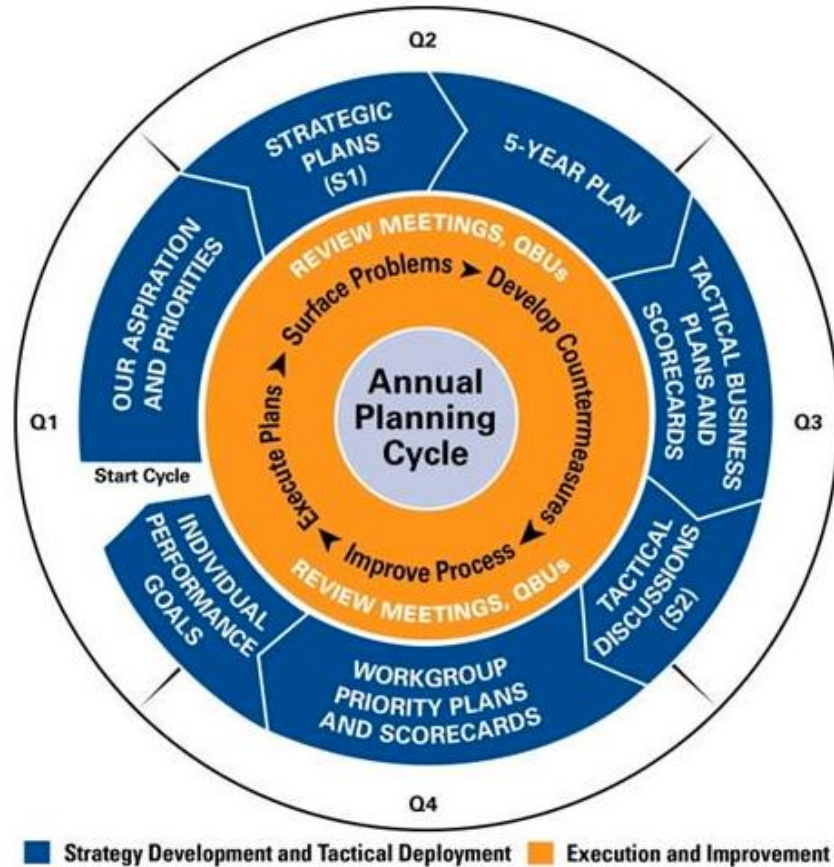 Q2
STRATEGIC
PLANS
(S1)
5-YEAR PLAN
TACTICAL BUSINESS
PLANS AND
SCORECARDS
Q3
TACTICAL
DISCUSSIONS
(S2)
WORKGROUP
PRIORITY PLANS
AND SCORECARDS
Q4
INDIVIDUAL
PERFORMANCE
GOALS
Start Cycle
Q1
OUR ASPIRATION
AND PRIORITIES
REVIEW MEETINGS, QBUs
Surface Problems
Develop Counterrmeasures
Improve Process
Execute Plans
REVIEW MEETINGS, QBUs
Annual
Planning
Cycle
Strategy Development and Tactical Deployment
Execution and Improvement